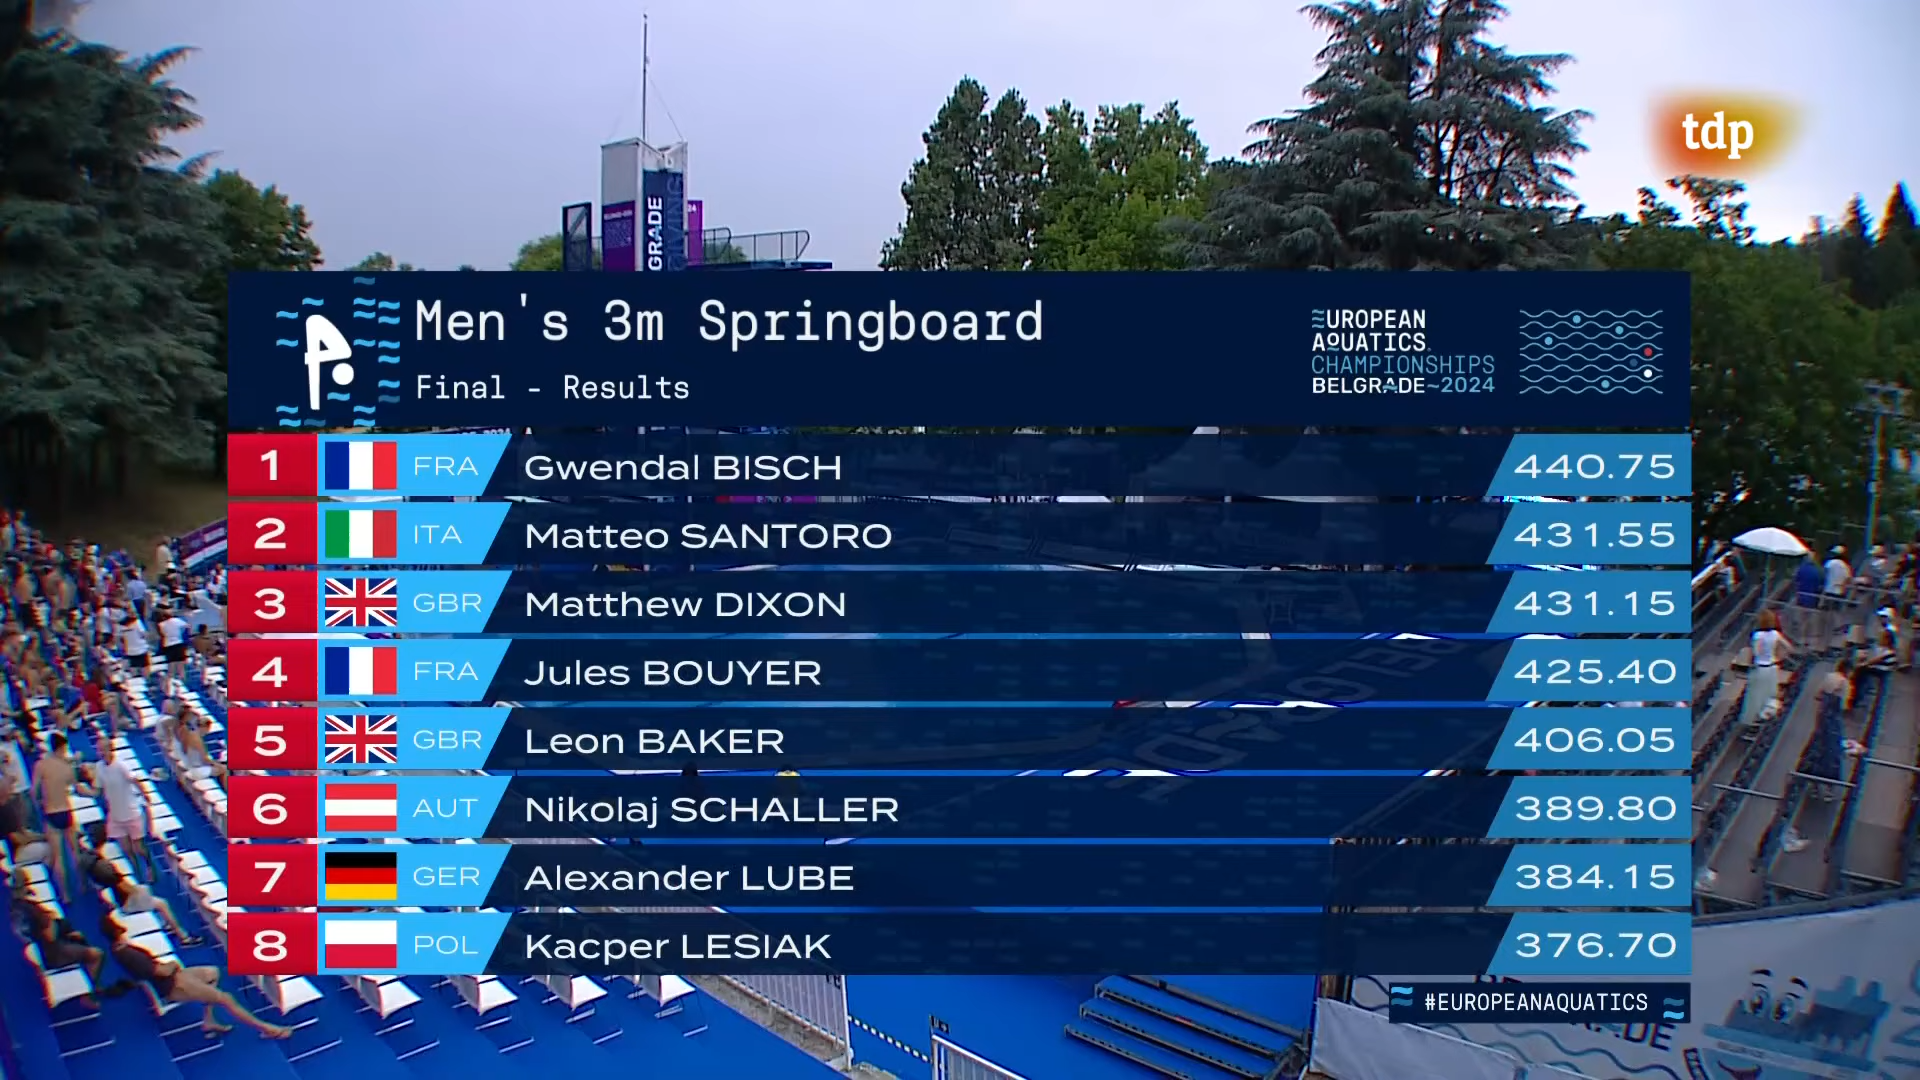 tdp
GRADE
DIVING
Men's 3m Springboard
Final - Results
EUROPEAN
AQUATICS
CHAMPIONSHIPS
BELGRADE~2024
1 FRA Gwendal BISCH 440.75
2 ITA Matteo SANTORO 431.55
3 GBR Matthew DIXON 431.15
4 FRA Jules BOUYER 425.40
5 GBR Leon BAKER 406.05
6 AUT Nikolaj SCHALLER 389.80
7 GER Alexander LUBE 384.15
8 POL Kacper LESIAK 376.70
#EUROPEANAQUATICS